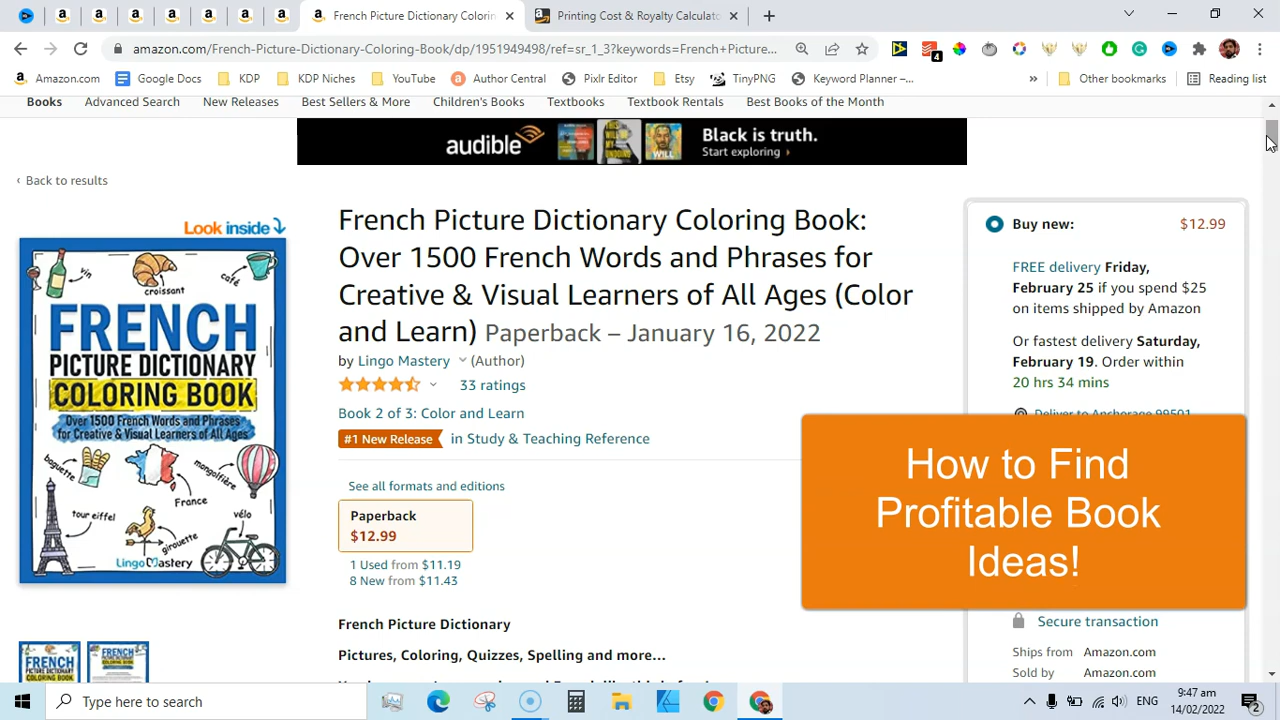 French Picture Dictionary Colorin
Printing Cost & Royalty Calculato
amazon.com/French-Picture-Dictionary-Coloring-Book/dp/1951949498/ref=sr_1_3?keywords=French+Picture...
4
Amazon.com
Google Docs
KDP
KDP Niches
YouTube
Author Central
Pixlr Editor
Etsy
TinyPNG
Keyword Planner –...
»
Other bookmarks
Reading list
Books
Advanced Search
New Releases
Best Sellers & More
Children's Books
Textbooks
Textbook Rentals
Best Books of the Month
audible
WILL
Black is truth.
Start exploring ›
‹ Back to results
Look inside
vin
croissant
café
FRENCH
PICTURE DICTIONARY
COLORING BOOK
Over 1500 French Words and Phrases
for Creative & Visual Learners of All Ages
baguette
mongolfière
France
tour eiffel
vélo
girouette
Lingo Mastery
French Picture Dictionary Coloring Book:
Over 1500 French Words and Phrases for
Creative & Visual Learners of All Ages (Color
and Learn) Paperback – January 16, 2022
by Lingo Mastery (Author)
33 ratings
Book 2 of 3: Color and Learn
#1 New Release in Study & Teaching Reference
See all formats and editions
Paperback
$12.99
1 Used from $11.19
8 New from $11.43
French Picture Dictionary
Pictures, Coloring, Quizzes, Spelling and more...
Buy new: $12.99
FREE delivery Friday,
February 25 if you spend $25
on items shipped by Amazon
Or fastest delivery Saturday,
February 19. Order within
20 hrs 34 mins
Deliver to Anchorage 99501
How to Find
Profitable Book
Ideas!
Secure transaction
Ships from Amazon.com
Sold by Amazon.com
Type here to search
ENG
9:47 am
14/02/2022
2